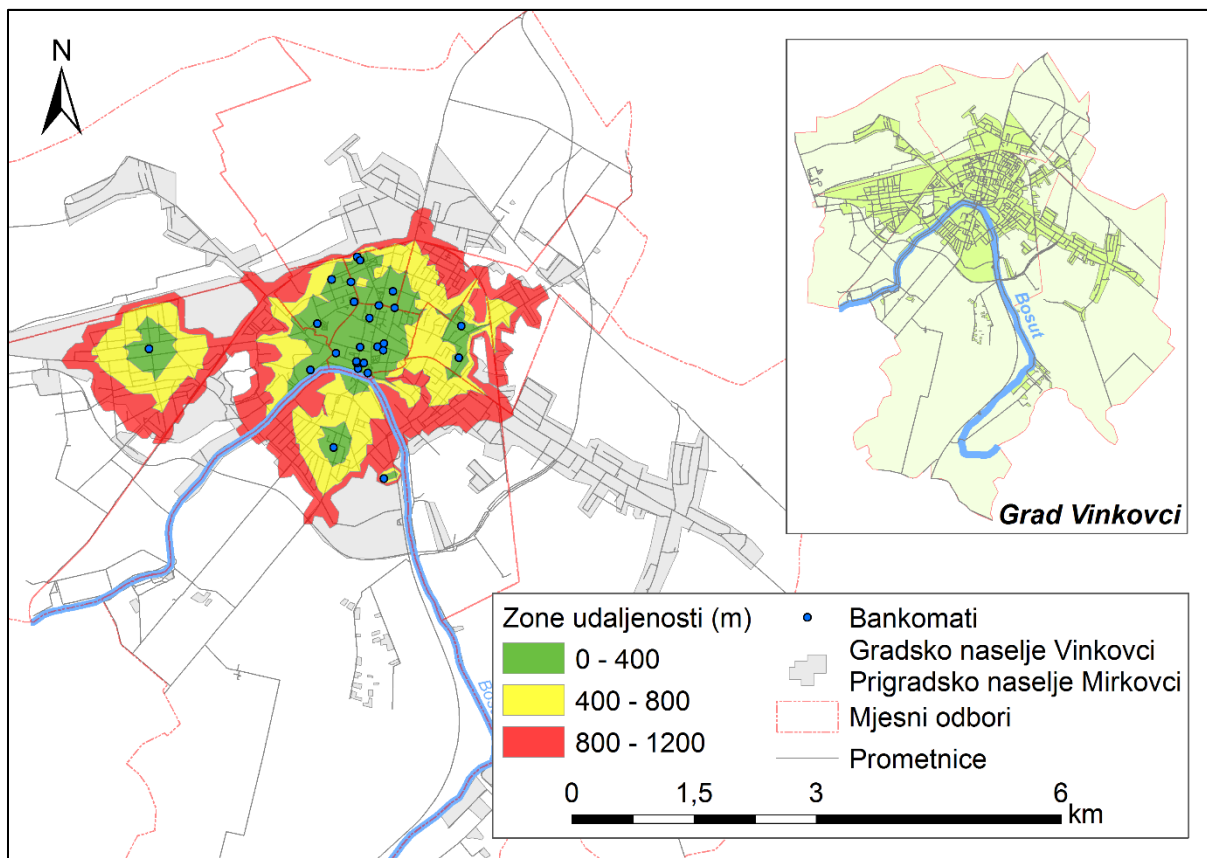 N
Bosut
Grad Vinkovci
Zone udaljenosti (m)
0 - 400
400 - 800
800 - 1200
Bankomati
Gradsko naselje Vinkovci
Prigradsko naselje Mirkovci
Mjesni odbori
Prometnice
0 1,5 3 6
km